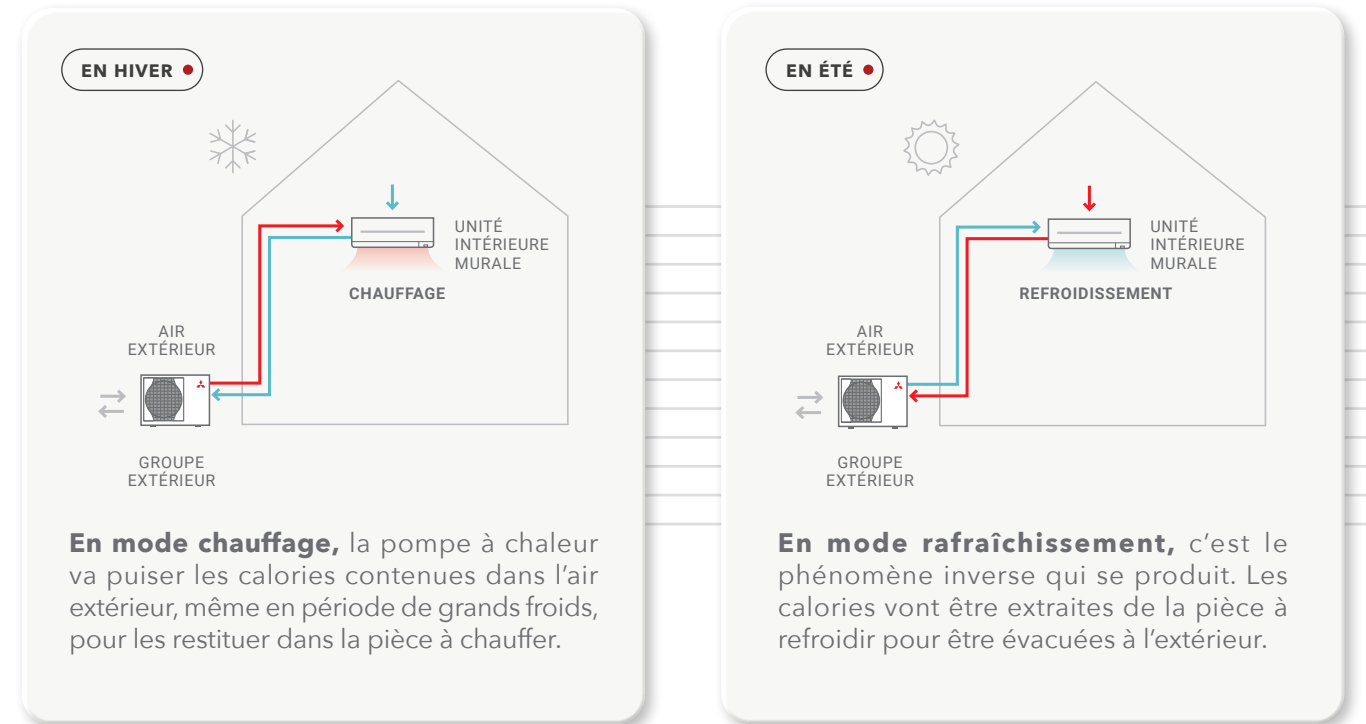 EN HIVER
UNITÉ
INTÉRIEURE
MURALE
CHAUFFAGE
AIR
EXTÉRIEUR
GROUPE
EXTÉRIEUR
En mode chauffage, la pompe à chaleur
va puiser les calories contenues dans l’air
extérieur, même en période de grands froids,
pour les restituer dans la pièce à chauffer.
EN ÉTÉ
UNITÉ
INTÉRIEURE
MURALE
REFROIDISSEMENT
AIR
EXTÉRIEUR
GROUPE
EXTÉRIEUR
En mode rafraîchissement, c’est le
phénomène inverse qui se produit. Les
calories vont être extraites de la pièce à
refroidir pour être évacuées à l’extérieur.